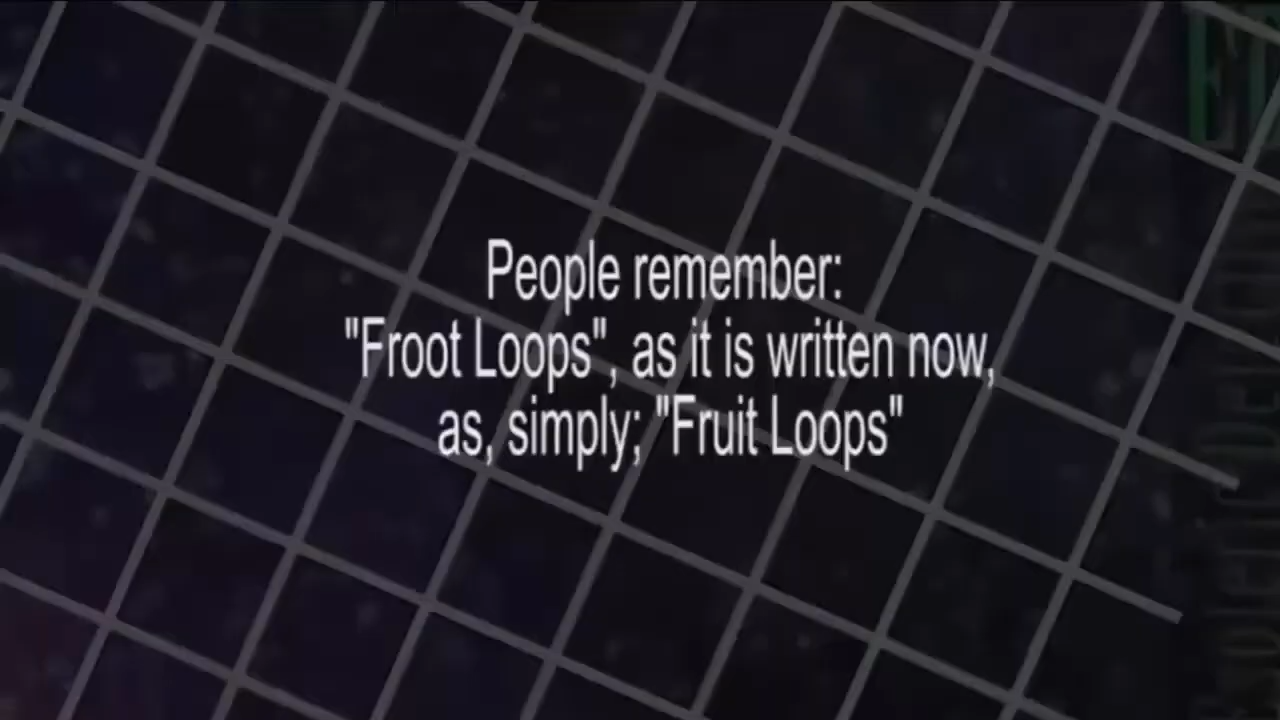 People remember:
"Froot Loops", as it is written now,
as, simply; "Fruit Loops"